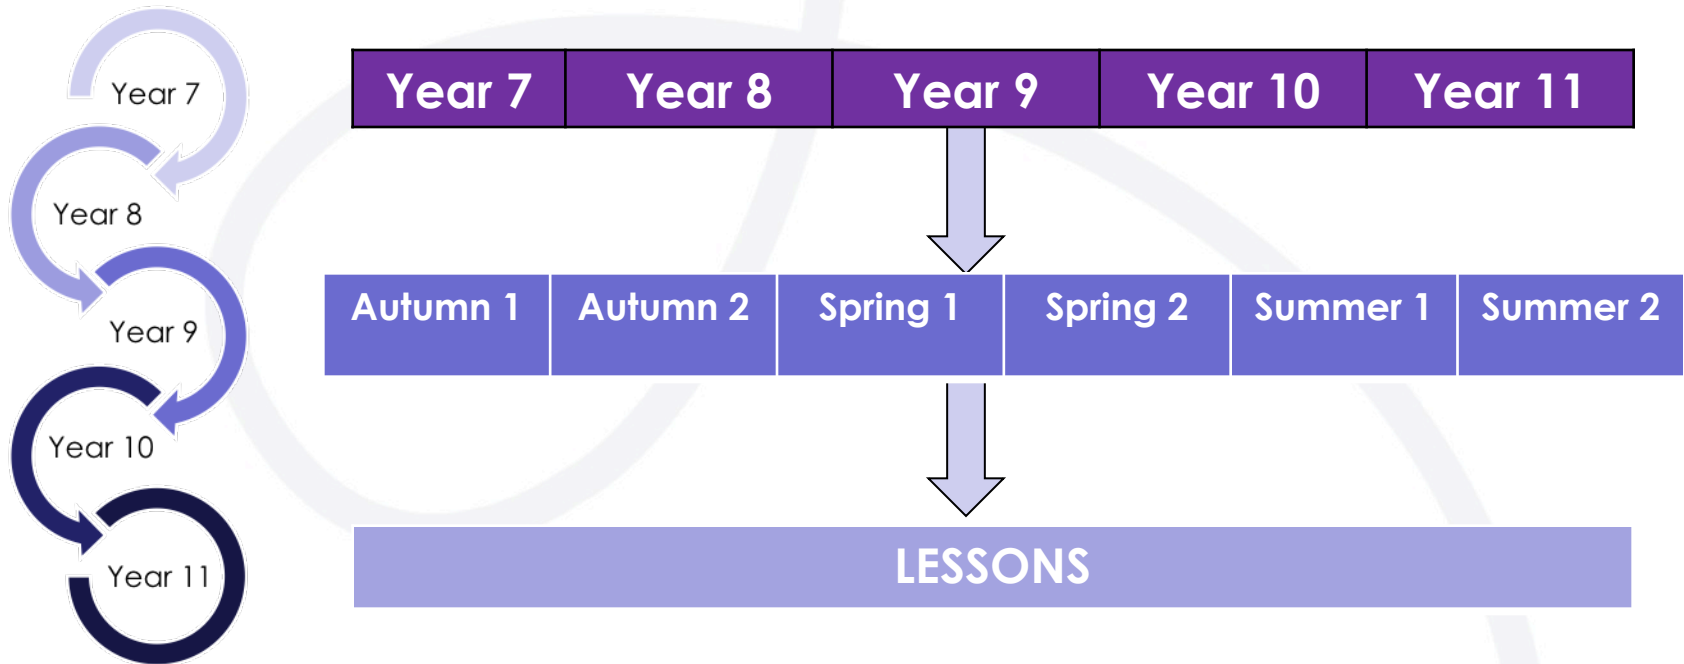 Year 7
Year 8
Year 9
Year 10
Year 11
Year 7 Year 8 Year 9 Year 10 Year 11
Autumn 1 Autumn 2 Spring 1 Spring 2 Summer 1 Summer 2
LESSONS